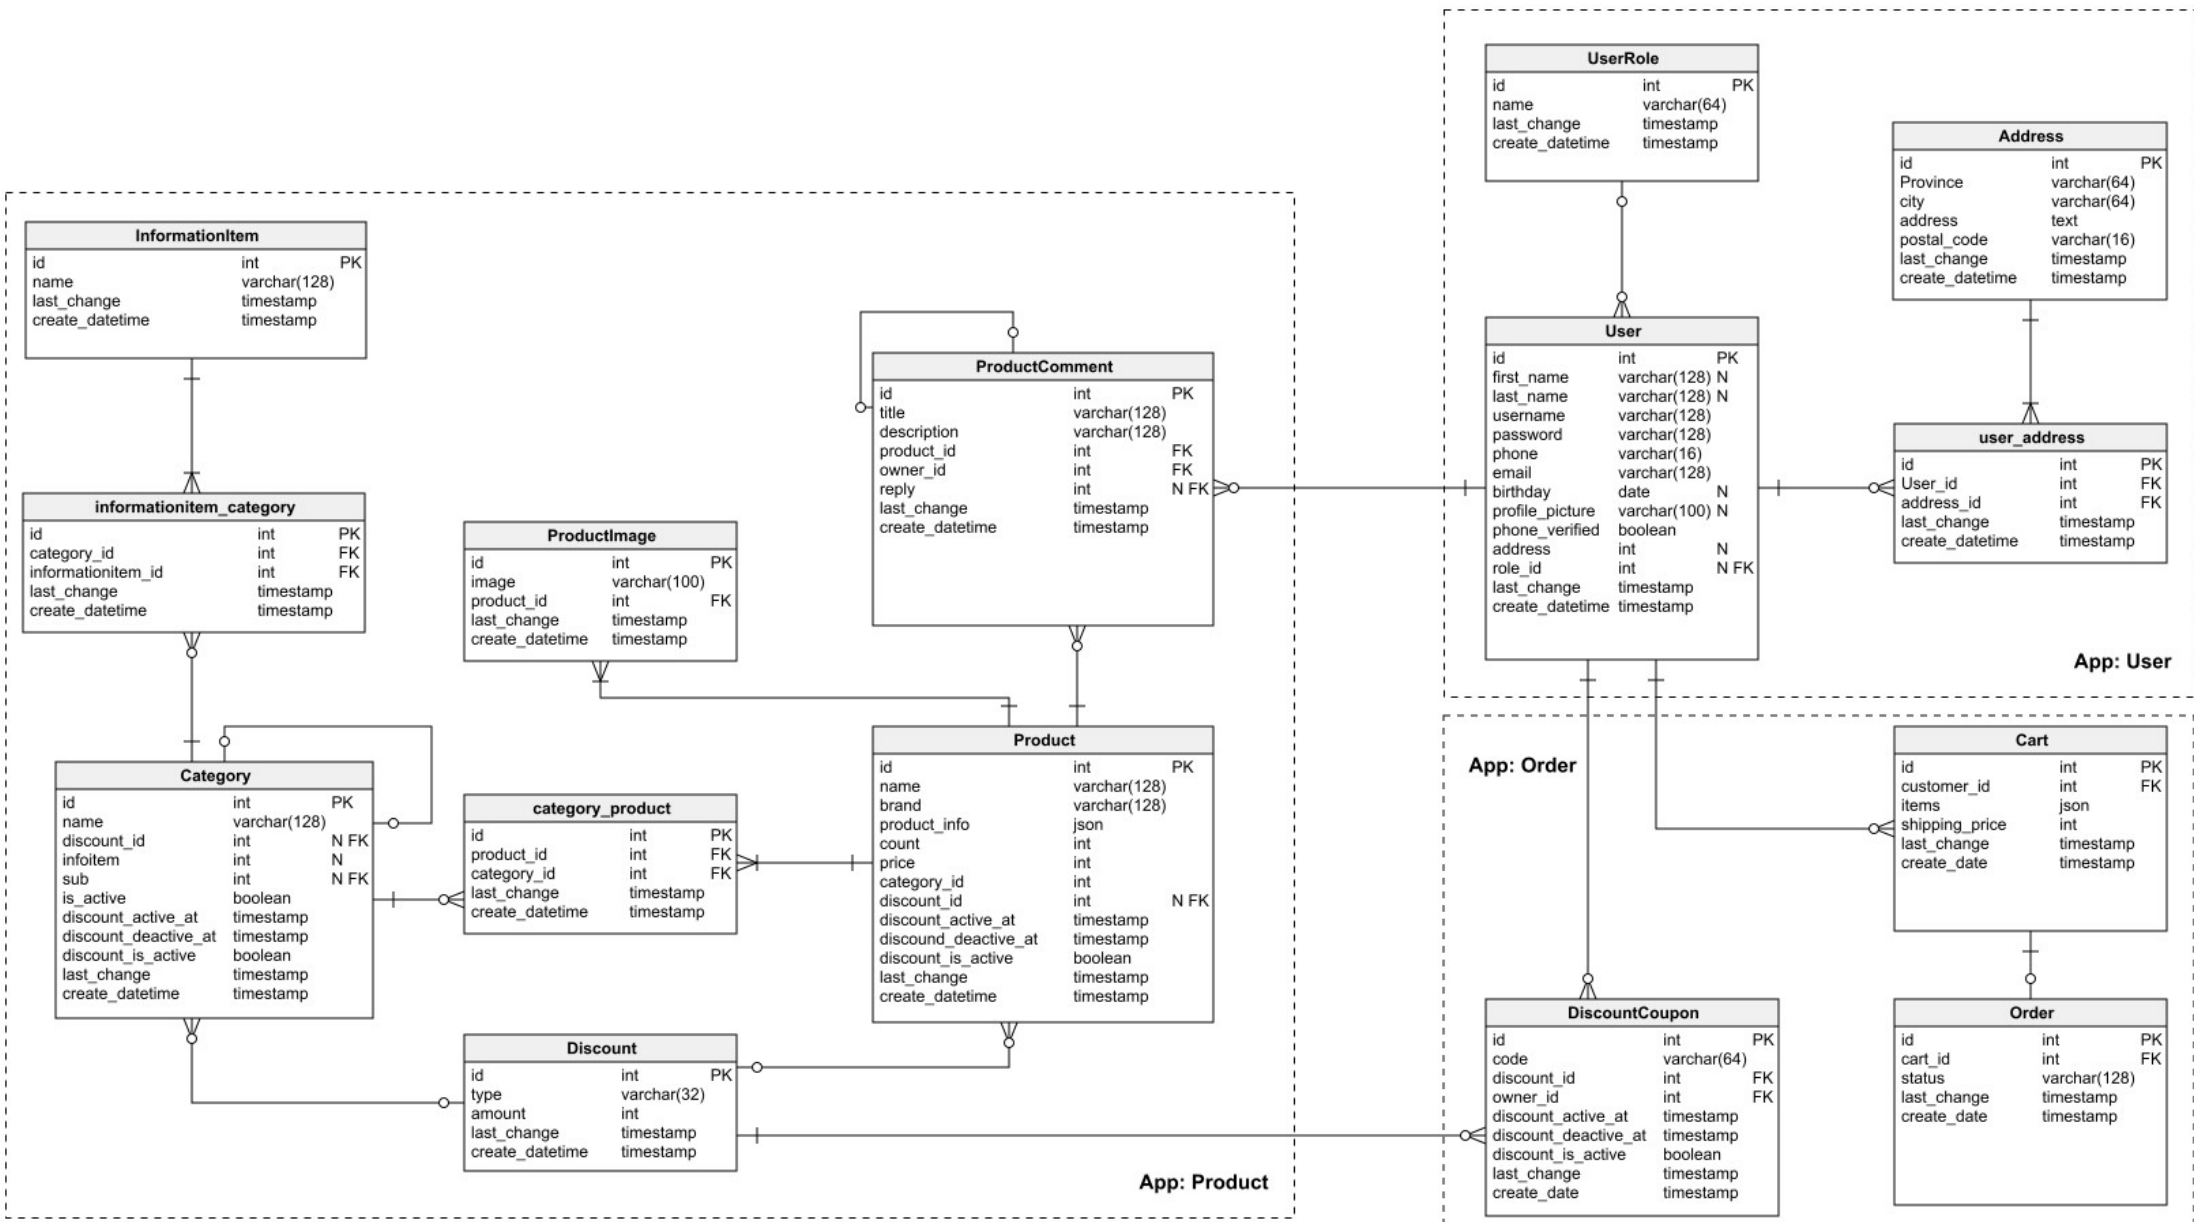 UserRole
id int PK
name varchar(64)
last_change timestamp
create_datetime timestamp
Address
id int PK
Province varchar(64)
city varchar(64)
address text
postal_code varchar(16)
last_change timestamp
create_datetime timestamp
InformationItem
id int PK
name varchar(128)
last_change timestamp
create_datetime timestamp
User
id int PK
first_name varchar(128) N
last_name varchar(128) N
username varchar(128)
password varchar(128)
phone varchar(16)
email varchar(128)
birthday date N
profile_picture varchar(100) N
phone_verified boolean
address int N
role_id int N FK
last_change timestamp
create_datetime timestamp
ProductComment
id int PK
title varchar(128)
description varchar(128)
product_id int FK
owner_id int FK
reply int N FK
last_change timestamp
create_datetime timestamp
user_address
id int PK
User_id int FK
address_id int FK
last_change timestamp
create_datetime timestamp
informationitem_category
id int PK
category_id int FK
informationitem_id int FK
last_change timestamp
create_datetime timestamp
ProductImage
id int PK
image varchar(100)
product_id int FK
last_change timestamp
create_datetime timestamp
App: User
Product
id int PK
name varchar(128)
brand varchar(128)
product_info json
count int
price int
category_id int
discount_id int N FK
discount_active_at timestamp
discound_deactive_at timestamp
discount_is_active boolean
last_change timestamp
create_datetime timestamp
App: Order
Cart
id int PK
customer_id int FK
items json
shipping_price int
last_change timestamp
create_date timestamp
Category
id int PK
name varchar(128)
discount_id int N FK
infoitem int N
sub int N FK
is_active boolean
discount_active_at timestamp
discount_deactive_at timestamp
discount_is_active boolean
last_change timestamp
create_datetime timestamp
category_product
id int PK
product_id int FK
category_id int FK
last_change timestamp
create_datetime timestamp
Discount
id int PK
type varchar(32)
amount int
last_change timestamp
create_datetime timestamp
DiscountCoupon
id int PK
code varchar(64)
discount_id int FK
owner_id int FK
discount_active_at timestamp
discount_deactive_at timestamp
discount_is_active boolean
last_change timestamp
create_date timestamp
Order
id int PK
cart_id int FK
status varchar(128)
last_change timestamp
create_date timestamp
App: Product